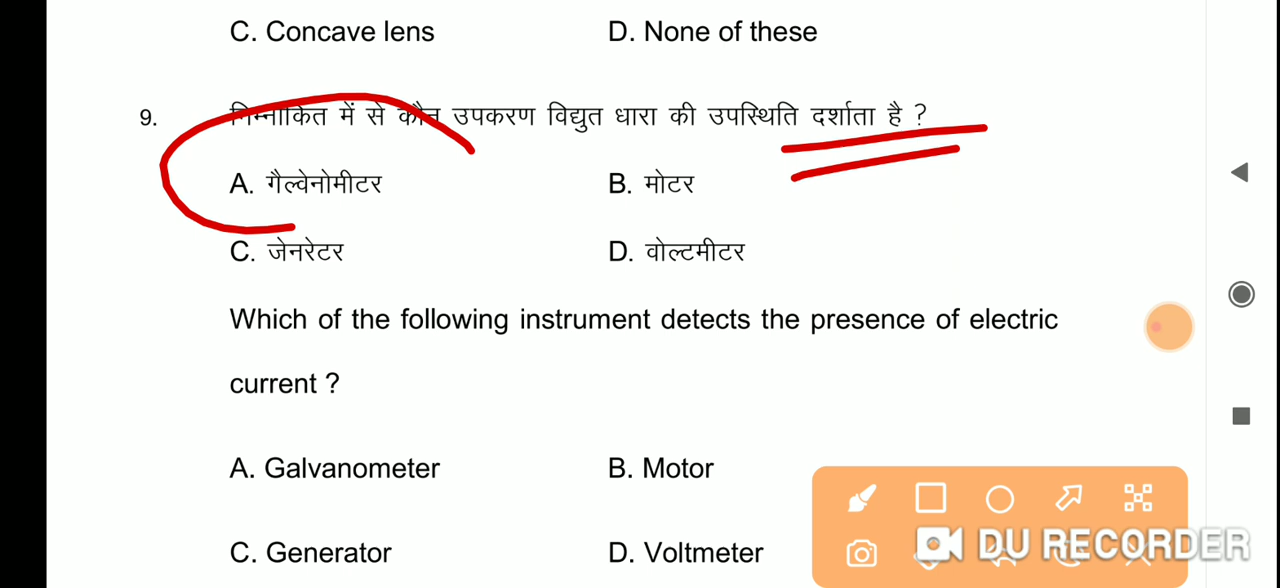 C. Concave lens D. None of these
9. निम्नांकित में से कौन उपकरण विद्युत धारा की उपस्थिति दर्शाता है ?
A. गैल्वेनोमीटर B. मोटर
C. जेनरेटर D. वोल्टमीटर
Which of the following instrument detects the presence of electric
current ?
A. Galvanometer B. Motor
C. Generator D. Voltmeter
DU RECORDER